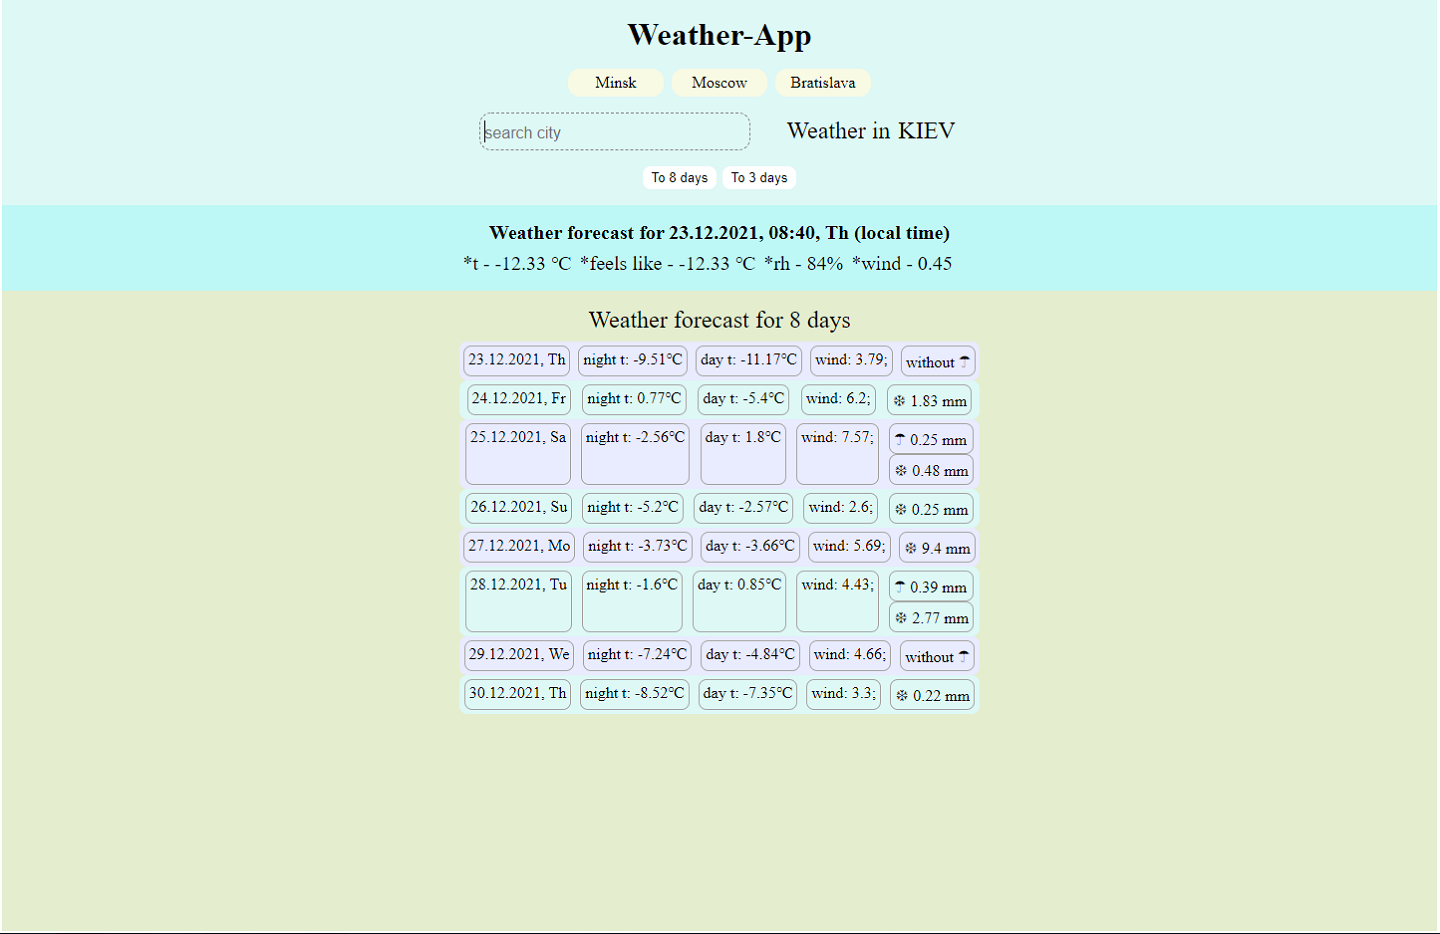 Weather-App
Minsk Moscow Bratislava
search city Weather in KIEV
To 8 days To 3 days
Weather forecast for 23.12.2021, 08:40, Th (local time)
*t - -12.33 °C *feels like - -12.33 °C *rh - 84% *wind - 0.45
Weather forecast for 8 days
23.12.2021, Th night t: -9.51°C day t: -11.17°C wind: 3.79; without ☂
24.12.2021, Fr night t: 0.77°C day t: -5.4°C wind: 6.2; ❄ 1.83 mm
25.12.2021, Sa night t: -2.56°C day t: 1.8°C wind: 7.57; ☂ 0.25 mm
❄ 0.48 mm
26.12.2021, Su night t: -5.2°C day t: -2.57°C wind: 2.6; ❄ 0.25 mm
27.12.2021, Mo night t: -3.73°C day t: -3.66°C wind: 5.69; ❄ 9.4 mm
28.12.2021, Tu night t: -1.6°C day t: 0.85°C wind: 4.43; ☂ 0.39 mm
❄ 2.77 mm
29.12.2021, We night t: -7.24°C day t: -4.84°C wind: 4.66; without ☂
30.12.2021, Th night t: -8.52°C day t: -7.35°C wind: 3.3; ❄ 0.22 mm